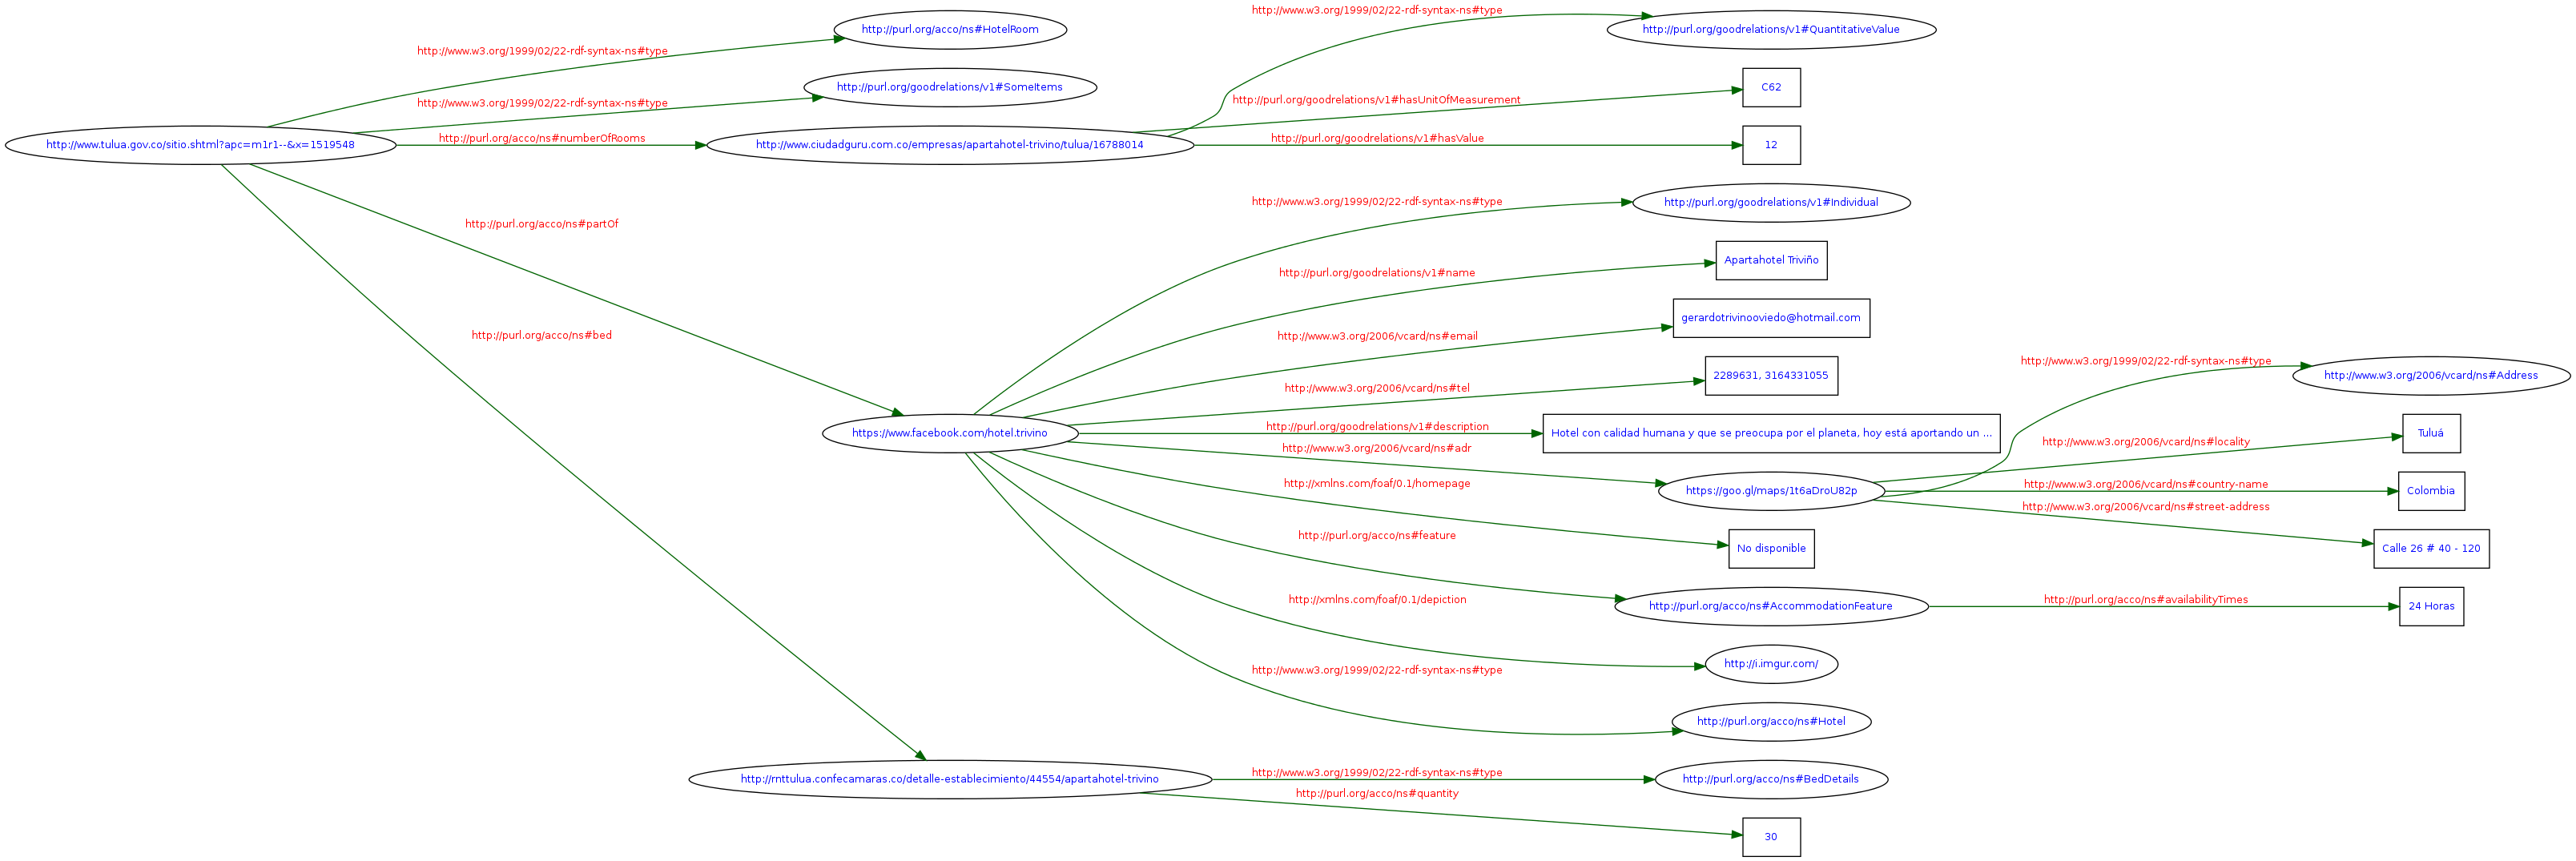 http://www.w3.org/1999/02/22-rdf-syntax-ns#type
http://purl.org/acco/ns#HotelRoom
http://purl.org/goodrelations/v1#QuantitativeValue
http://www.w3.org/1999/02/22-rdf-syntax-ns#type
http://purl.org/goodrelations/v1#SomeItems
C62
http://www.w3.org/1999/02/22-rdf-syntax-ns#type
http://purl.org/goodrelations/v1#hasUnitOfMeasurement
http://www.tulua.gov.co/sitio.shtml?apc=m1r1--&x=1519548
http://purl.org/acco/ns#numberOfRooms
http://www.ciudadguru.com.co/empresas/apartahotel-trivino/tulua/16788014
http://purl.org/goodrelations/v1#hasValue
12
http://www.w3.org/1999/02/22-rdf-syntax-ns#type
http://purl.org/goodrelations/v1#Individual
http://purl.org/acco/ns#partOf
http://purl.org/goodrelations/v1#name
Apartahotel Triviño
http://www.w3.org/2006/vcard/ns#email
gerardotrivinooviedo@hotmail.com
http://purl.org/acco/ns#bed
http://www.w3.org/2006/vcard/ns#tel
2289631, 3164331055
http://www.w3.org/1999/02/22-rdf-syntax-ns#type
http://www.w3.org/2006/vcard/ns#Address
https://www.facebook.com/hotel.trivino
http://purl.org/goodrelations/v1#description
Hotel con calidad humana y que se preocupa por el planeta, hoy está aportando un ...
http://www.w3.org/2006/vcard/ns#locality
Tuluá
http://www.w3.org/2006/vcard/ns#adr
https://goo.gl/maps/1t6aDroU82p
http://www.w3.org/2006/vcard/ns#country-name
Colombia
http://xmlns.com/foaf/0.1/homepage
No disponible
http://www.w3.org/2006/vcard/ns#street-address
Calle 26 # 40 - 120
http://purl.org/acco/ns#feature
http://purl.org/acco/ns#AccommodationFeature
http://purl.org/acco/ns#availabilityTimes
24 Horas
http://xmlns.com/foaf/0.1/depiction
http://i.imgur.com/
http://www.w3.org/1999/02/22-rdf-syntax-ns#type
http://purl.org/acco/ns#Hotel
http://rnttulua.confecamaras.co/detalle-establecimiento/44554/apartahotel-trivino
http://www.w3.org/1999/02/22-rdf-syntax-ns#type
http://purl.org/acco/ns#BedDetails
http://purl.org/acco/ns#quantity
30